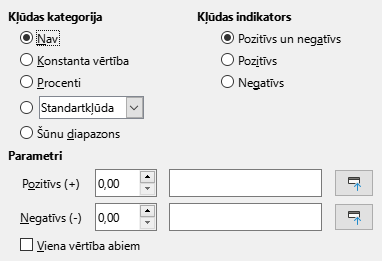 Kļūdas kategorija
Kļūdas indikators
Nav
Pozitīvs un negatīvs
Konstanta vērtība
Pozitīvs
Procenti
Negatīvs
Standartkļūda
Šūnu diapazons
Parametri
Pozitīvs (+) 0,00
Negatīvs (-) 0,00
Viena vērtība abiem